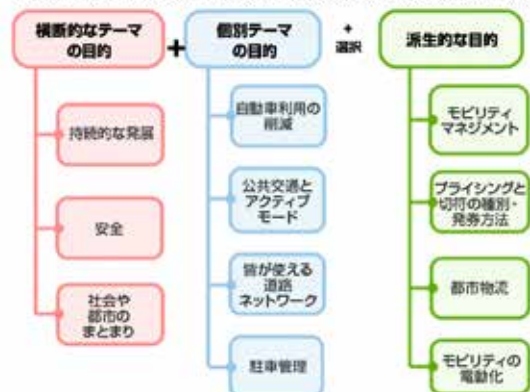 横断的なテーマ
の目的
+
個別テーマ
の目的
+
選択
派生的な目的
持続的な発展
安全
社会や
都市の
まとまり
自動車利用の
削減
公共交通と
アクティブ
モード
皆が使える
道路
ネットワーク
駐車管理
モビリティ
マネジメント
プライシングと
切符の種別・
発券方法
都市物流
モビリティの
電動化